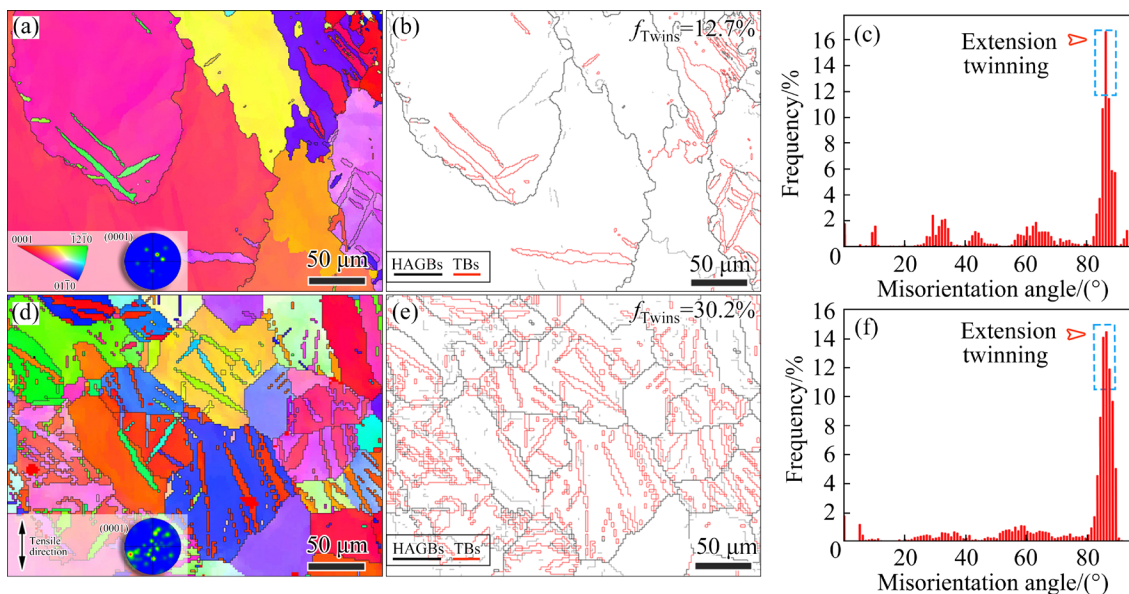 (a)
0001
1̄21̄0
011̄0
(0001)
50 μm
(b)
fTwins=12.7%
HAGBs TBs
50 μm
(c)
Extension
twinning
Frequency/%
16
14
12
10
8
6
4
2
0 20 40 60 80
Misorientation angle/(°)
(d)
Tensile
direction
(0001)
50 μm
(e)
fTwins=30.2%
HAGBs TBs
50 μm
(f)
Extension
twinning
Frequency/%
16
14
12
10
8
6
4
2
0 20 40 60 80
Misorientation angle/(°)